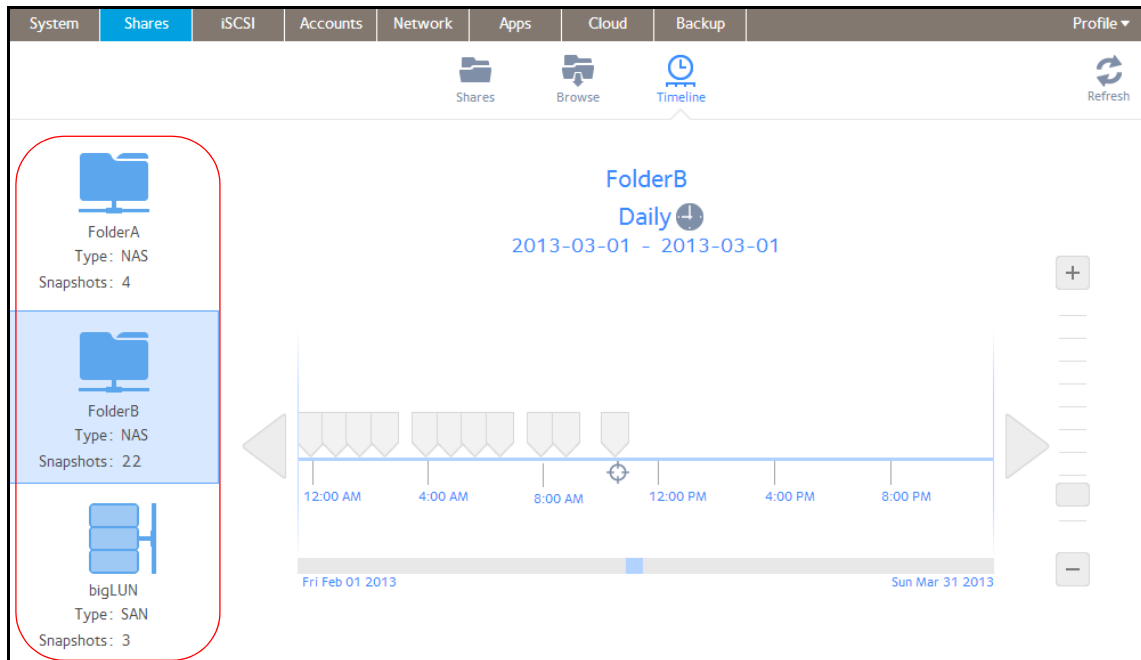 System Shares iSCSI Accounts Network Apps Cloud Backup Profile
Shares Browse Timeline Refresh
FolderA
Type: NAS
Snapshots: 4
FolderB
Type: NAS
Snapshots: 22
bigLUN
Type: SAN
Snapshots: 3
FolderB
Daily
2013-03-01 - 2013-03-01
+
12:00 AM 4:00 AM 8:00 AM 12:00 PM 4:00 PM 8:00 PM
Fri Feb 01 2013 Sun Mar 31 2013
−